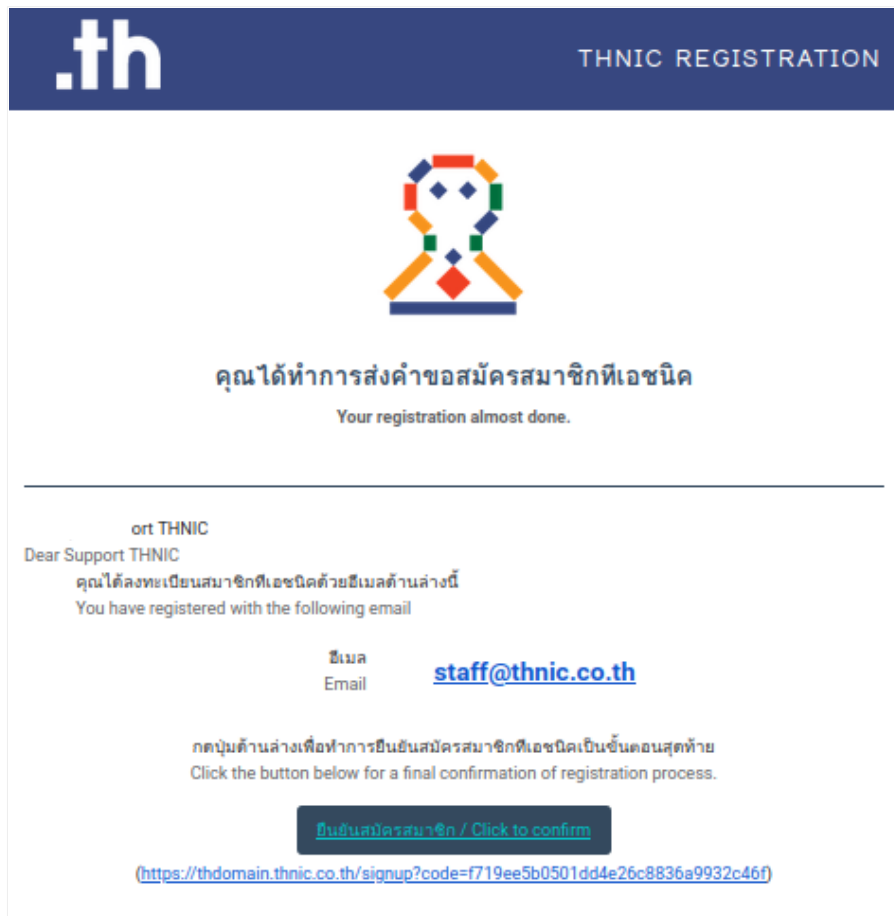 .th
THNIC REGISTRATION
คุณได้ทำการส่งคำขอสมัครสมาชิกทีเอชนิค
Your registration almost done.
ort THNIC
Dear Support THNIC
คุณได้ลงทะเบียนสมาชิกทีเอชนิคด้วยอีเมลด้านล่างนี้
You have registered with the following email
อีเมล
Email
staff@thnic.co.th
กดปุ่มด้านล่างเพื่อทำการยืนยันสมัครสมาชิกทีเอชนิคเป็นขั้นตอนสุดท้าย
Click the button below for a final confirmation of registration process.
ยืนยันสมัครสมาชิก / Click to confirm
(https://thdomain.thnic.co.th/signup?code=f719ee5b0501dd4e26c8836a9932c46f)